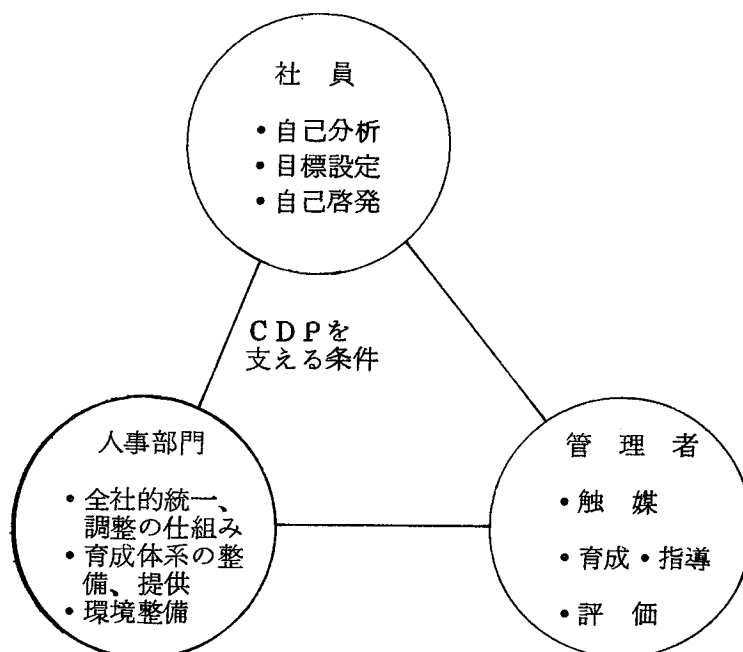 社　員
• 自己分析
• 目標設定
• 自己啓発
ＣＤＰを
支える条件
人事部門
• 全社的統一、
調整の仕組み
• 育成体系の整
備、提供
• 環境整備
管　理　者
• 触　媒
• 育成・指導
• 評　価